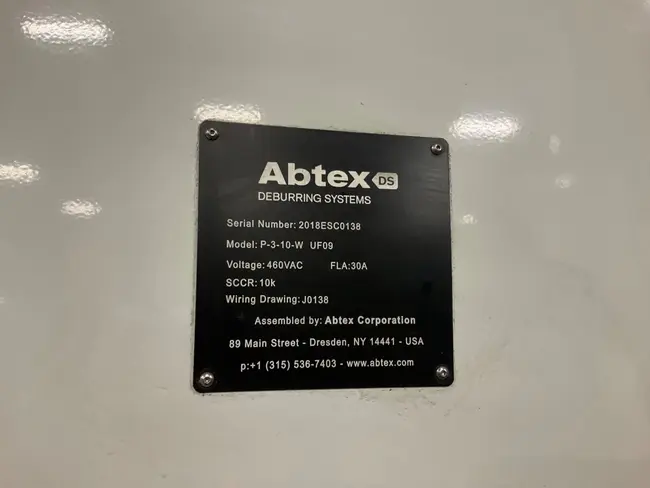 Abtex DS
DEBURRING SYSTEMS
Serial Number: 2018ESC0138
Model: P-3-10-W UF09
Voltage: 460VAC FLA:30A
SCCR: 10k
Wiring Drawing: J0138
Assembled by: Abtex Corporation
89 Main Street - Dresden, NY 14441 - USA
p:+1 (315) 536-7403 - www.abtex.com